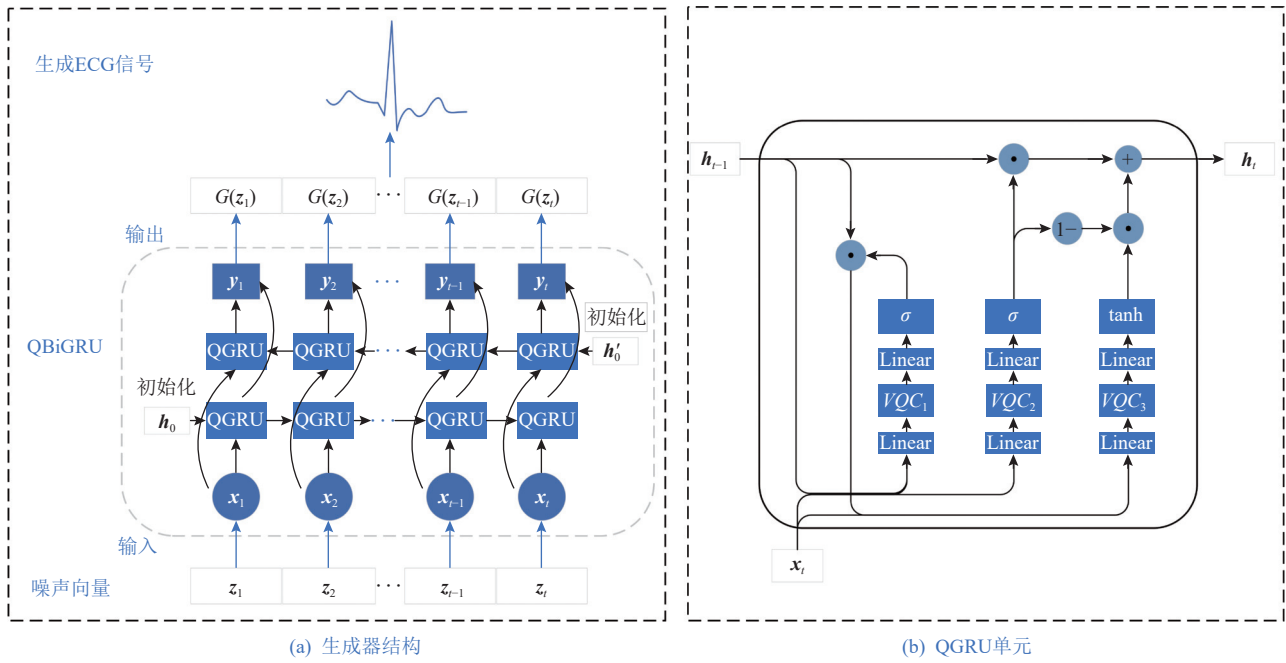 生成ECG信号
G(z₁) G(z₂) ··· G(zₜ₋₁) G(zₜ)
输出
y₁ y₂ ··· yₜ₋₁ yₜ
初始化
QBiGRU
QGRU QGRU ··· QGRU QGRU h′₀
初始化
h₀ QGRU QGRU ··· QGRU QGRU
x₁ x₂ xₜ₋₁ xₜ
输入
噪声向量
z₁ z₂ ··· zₜ₋₁ zₜ
(a) 生成器结构
hₜ₋₁ • + hₜ
• 1− •
σ σ tanh
Linear Linear Linear
VQC₁ VQC₂ VQC₃
Linear Linear Linear
xₜ
(b) QGRU单元